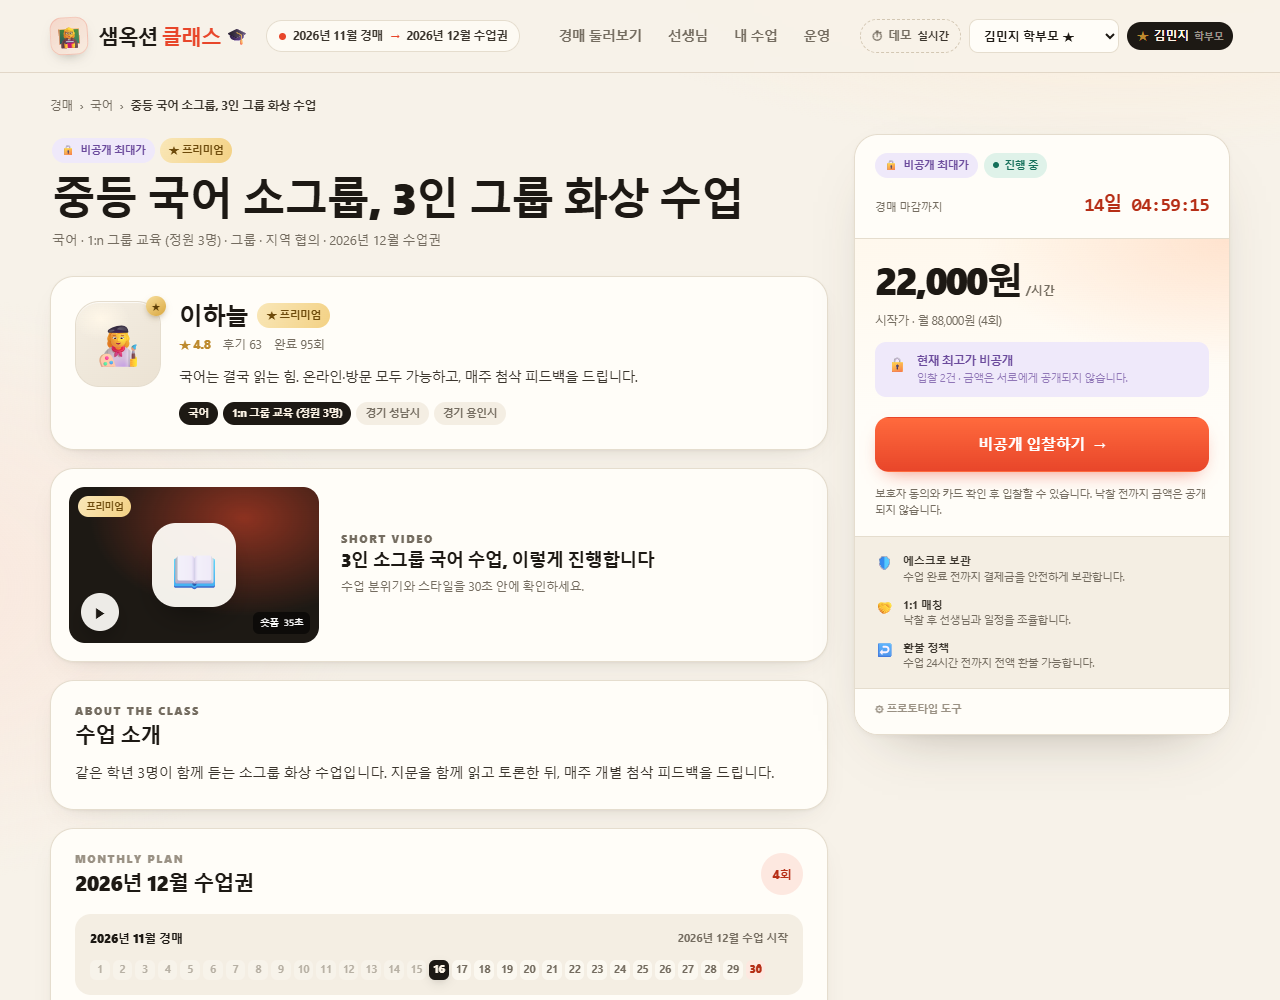 샘옥션 클래스
2026년 11월 경매 → 2026년 12월 수업권
경매 둘러보기 선생님 내 수업 운영
데모 실시간
김민지 학부모 ★
★ 김민지 학부모
경매 › 국어 › 중등 국어 소그룹, 3인 그룹 화상 수업
비공개 최대가 ★ 프리미엄
중등 국어 소그룹, 3인 그룹 화상 수업
국어 · 1:n 그룹 교육 (정원 3명) · 그룹 · 지역 협의 · 2026년 12월 수업권
★
이하늘 ★ 프리미엄
★ 4.8 후기 63 완료 95회
국어는 결국 읽는 힘. 온라인·방문 모두 가능하고, 매주 첨삭 피드백을 드립니다.
국어 1:n 그룹 교육 (정원 3명) 경기 성남시 경기 용인시
프리미엄
숏폼 35초
SHORT VIDEO
3인 소그룹 국어 수업, 이렇게 진행합니다
수업 분위기와 스타일을 30초 안에 확인하세요.
ABOUT THE CLASS
수업 소개
같은 학년 3명이 함께 듣는 소그룹 화상 수업입니다. 지문을 함께 읽고 토론한 뒤, 매주 개별 첨삭 피드백을 드립니다.
MONTHLY PLAN
2026년 12월 수업권
4회
2026년 11월 경매 2026년 12월 수업 시작
1 2 3 4 5 6 7 8 9 10 11 12 13 14 15 16 17 18 19 20 21 22 23 24 25 26 27 28 29 30
비공개 최대가 진행 중
경매 마감까지 14일 04:59:15
22,000원 /시간
시작가 · 월 88,000원 (4회)
현재 최고가 비공개
입찰 2건 · 금액은 서로에게 공개되지 않습니다.
비공개 입찰하기 →
보호자 동의와 카드 확인 후 입찰할 수 있습니다. 낙찰 전까지 금액은 공개
되지 않습니다.
에스크로 보관
수업 완료 전까지 결제금을 안전하게 보관합니다.
1:1 매칭
낙찰 후 선생님과 일정을 조율합니다.
환불 정책
수업 24시간 전까지 전액 환불 가능합니다.
⚙ 프로토타입 도구